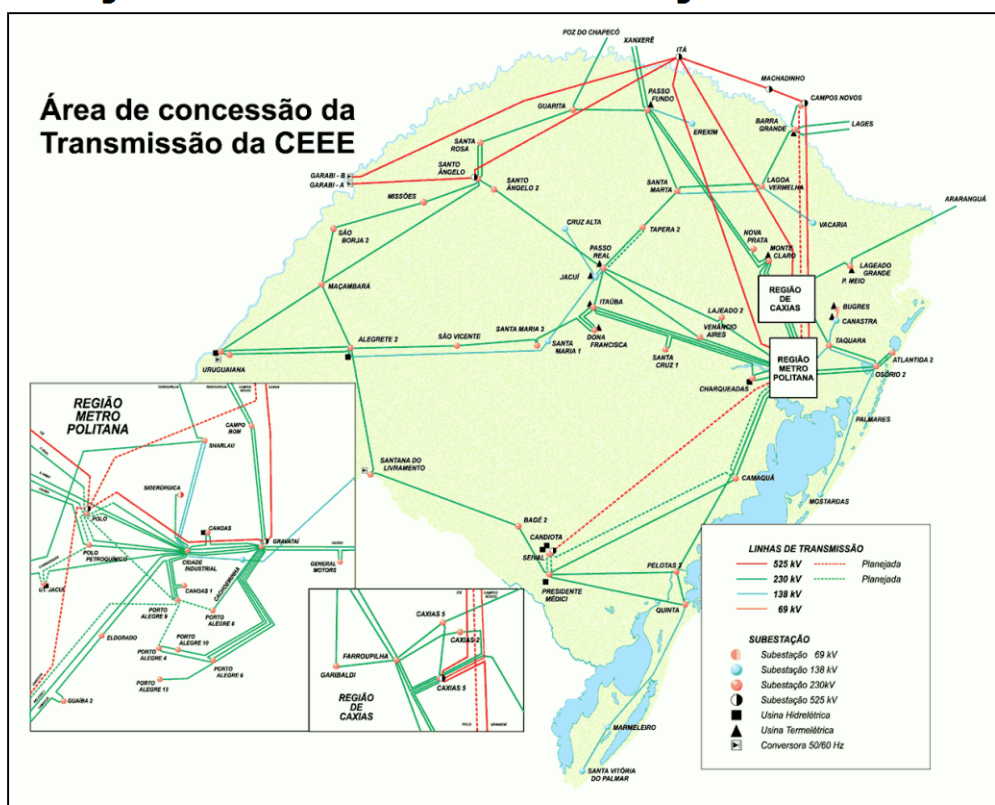 Área de concessão da
Transmissão da CEEE
FOZ DO CHAPECÓ
XANXERÊ
ITÁ
MACHADINHO
CAMPOS NOVOS
GUARITA
PASSO
FUNDO
EREXIM
BARRA
GRANDE
LAGES
SANTA
ROSA
GARABI - B
GARABI - A
SANTO
ÂNGELO
SANTO
ÂNGELO 2
MISSÕES
SANTA
MARTA
LAGOA
VERMELHA
ARARANGUÁ
VACARIA
CRUZ ALTA
TAPERA 2
SÃO
BORJA 2
PASSO
REAL
JACUÍ
NOVA
PRATA
MONTE
CLARO
LAGEADO
GRANDE
P. MEIO
MAÇAMBARÁ
REGIÃO
DE
CAXIAS
ITAÚBA
LAJEADO 2
BUGRES
CANASTRA
VENÂNCIO
AIRES
SANTA MARIA 3
DONA
FRANCISCA
SÃO VICENTE
ALEGRETE 2
SANTA
MARIA 1
SANTA
CRUZ 1
TAQUARA
ATLANTIDA 2
URUGUAIANA
REGIÃO
METRO
POLITANA
OSÓRIO 2
CHARQUEADAS
PALMARES
SANTANA DO
LIVRAMENTO
CAMAQUÃ
MOSTARDAS
BAGÉ 2
CANDIOTA
SEIVAL
PRESIDENTE
MÉDICI
PELOTAS 3
QUINTA
MARMELEIRO
SANTA VITÓRIA
DO PALMAR
REGIÃO
METRO
POLITANA
CAMPO
BOM
SHARLAU
SIDERÚRGICA
POLO
CANOAS
GRAVATAÍ
POLO
PETROQUÍMICO
CIDADE
INDUSTRIAL
GENERAL
MOTORS
UT. JACUÍ
CANOAS 1
CACHOEIRINHA
PORTO
ALEGRE 9
PORTO
ALEGRE 8
ELDORADO
PORTO
ALEGRE 10
PORTO
ALEGRE 4
PORTO
ALEGRE 6
PORTO
ALEGRE 13
GUAÍBA 2
CAXIAS 5
CAXIAS 2
FARROUPILHA
GARIBALDI
CAXIAS 5
REGIÃO
DE
CAXIAS
LINHAS DE TRANSMISSÃO
525 kV
Planejada
230 kV
Planejada
138 kV
69 kV
SUBESTAÇÃO
Subestação 69 kV
Subestação 138 kV
Subestação 230kV
Subestação 525 kV
Usina Hidrelétrica
Usina Termelétrica
Conversora 50/60 Hz